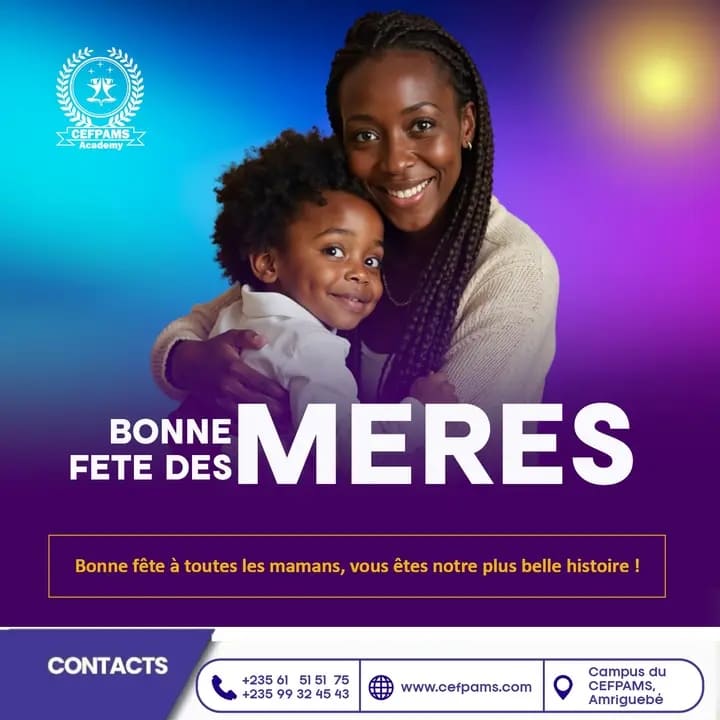 CEFPAMS
Academy
BONNE
FETE DES
MERES
Bonne fête à toutes les mamans, vous êtes notre plus belle histoire !
CONTACTS
+235 61 51 51 75
+235 99 32 45 43
www.cefpams.com
Campus du
CEFPAMS,
Amriguebé